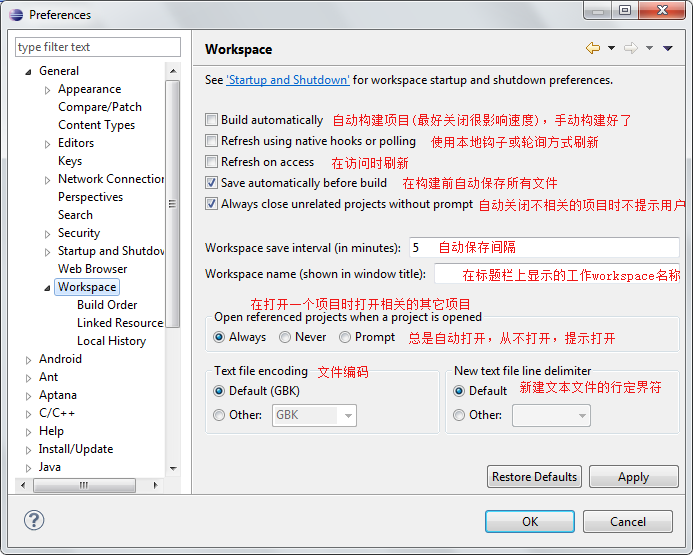 Preferences
type filter text
General
Appearance
Compare/Patch
Content Types
Editors
Keys
Network Connection
Perspectives
Search
Security
Startup and Shutdow
Web Browser
Workspace
Build Order
Linked Resource
Local History
Android
Ant
Aptana
C/C++
Help
Install/Update
Java
Workspace
See 'Startup and Shutdown' for workspace startup and shutdown preferences.
Build automatically 自动构建项目(最好关闭很影响速度),手动构建好了
Refresh using native hooks or polling 使用本地钩子或轮询方式刷新
Refresh on access 在访问时刷新
Save automatically before build 在构建前自动保存所有文件
Always close unrelated projects without prompt 自动关闭不相关的项目时不提示用户
Workspace save interval (in minutes): 5 自动保存间隔
Workspace name (shown in window title): 在标题栏上显示的工作workspace名称
在打开一个项目时打开相关的其它项目
Open referenced projects when a project is opened
Always Never Prompt 总是自动打开，从不打开，提示打开
Text file encoding 文件编码
Default (GBK)
Other: GBK
New text file line delimiter
Default 新建文本文件的行定界符
Other:
Restore Defaults Apply
OK Cancel